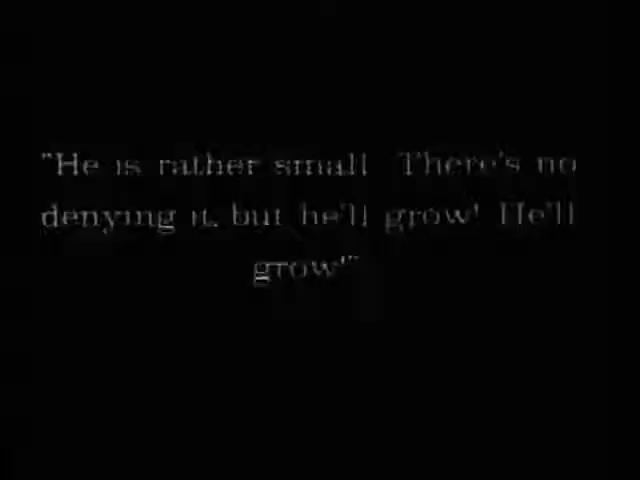 "He is rather small. There's no
denying it, but he'll grow! He'll
grow!"